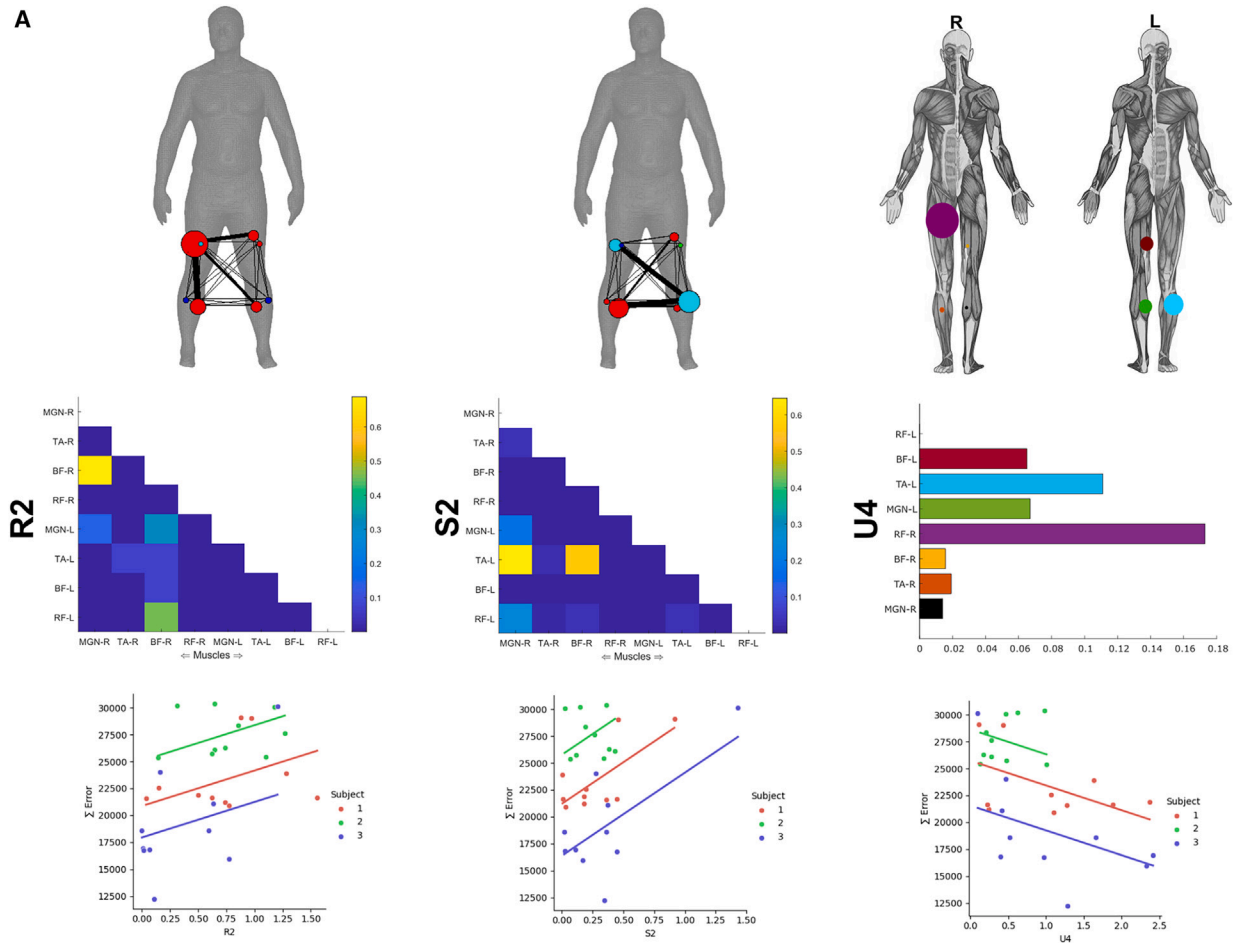 A
R L
R2
MGN-R
TA-R
BF-R
RF-R
MGN-L
TA-L
BF-L
RF-L
MGN-R TA-R BF-R RF-R MGN-L TA-L BF-L RF-L
⇐ Muscles ⇒
0.6
0.5
0.4
0.3
0.2
0.1
S2
MGN-R
TA-R
BF-R
RF-R
MGN-L
TA-L
BF-L
RF-L
MGN-R TA-R BF-R RF-R MGN-L TA-L BF-L RF-L
⇐ Muscles ⇒
0.6
0.5
0.4
0.3
0.2
0.1
U4
RF-L
BF-L
TA-L
MGN-L
RF-R
BF-R
TA-R
MGN-R
0 0.02 0.04 0.06 0.08 0.1 0.12 0.14 0.16 0.18
Σ Error
30000
27500
25000
22500
20000
17500
15000
12500
0.00 0.25 0.50 0.75 1.00 1.25 1.50
R2
Subject
1
2
3
Σ Error
30000
27500
25000
22500
20000
17500
15000
12500
0.00 0.25 0.50 0.75 1.00 1.25 1.50
S2
Subject
1
2
3
Σ Error
30000
27500
25000
22500
20000
17500
15000
12500
0.0 0.5 1.0 1.5 2.0 2.5
U4
Subject
1
2
3